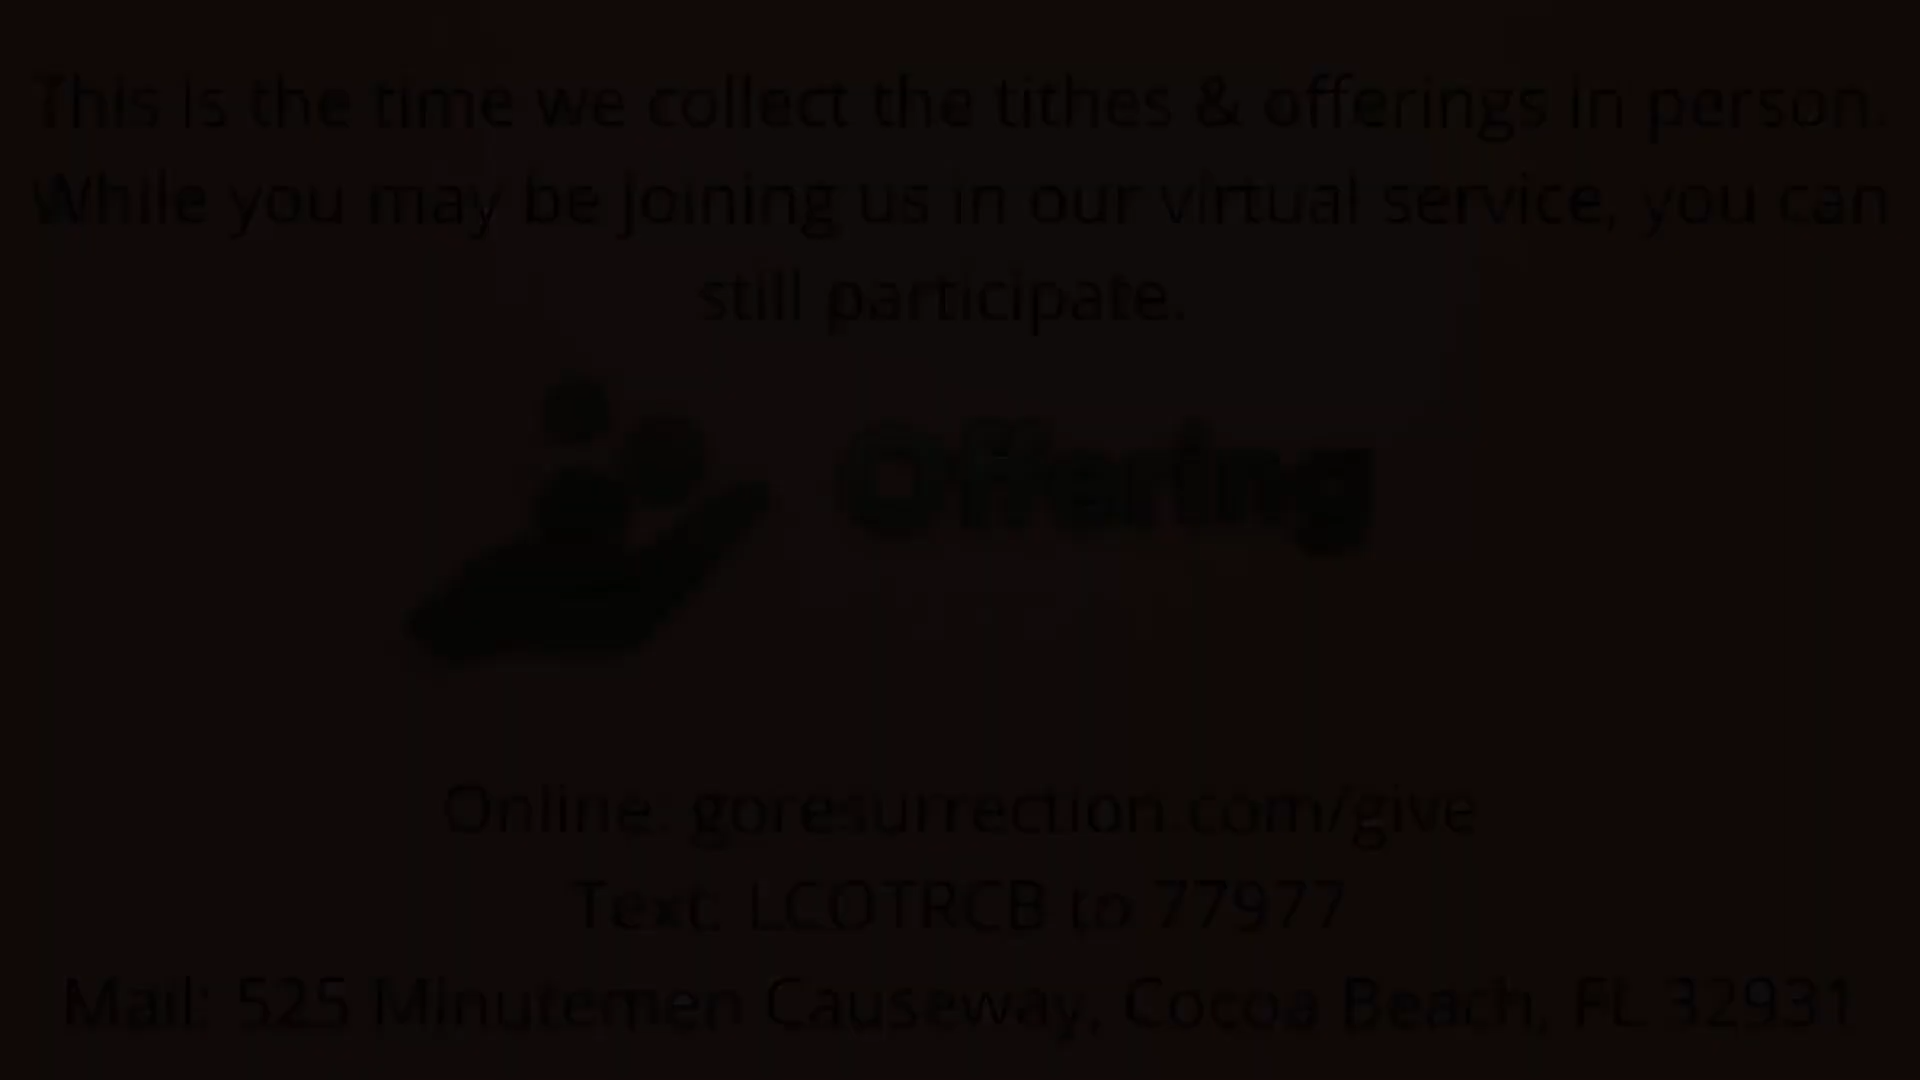 This is the time we collect the tithes & offerings in person.
While you may be joining us in our virtual service, you can
still participate.
Offering
Online: goresurrection.com/give
Text: LCOTRCB to 77977
Mail: 525 Minutemen Causeway, Cocoa Beach, FL 32931